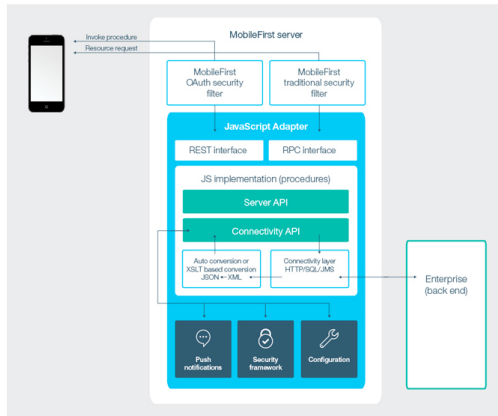 MobileFirst server
Invoke procedure
Resource request
MobileFirst
OAuth security
filter
MobileFirst
traditional security
filter
JavaScript Adapter
REST interface
RPC interface
JS implementation (procedures)
Server API
Connectivity API
Auto conversion or
XSLT based conversion
JSON XML
Connectivity layer
HTTP/SQL/JMS
Enterprise
(back end)
Push
notifications
Security
framework
Configuration